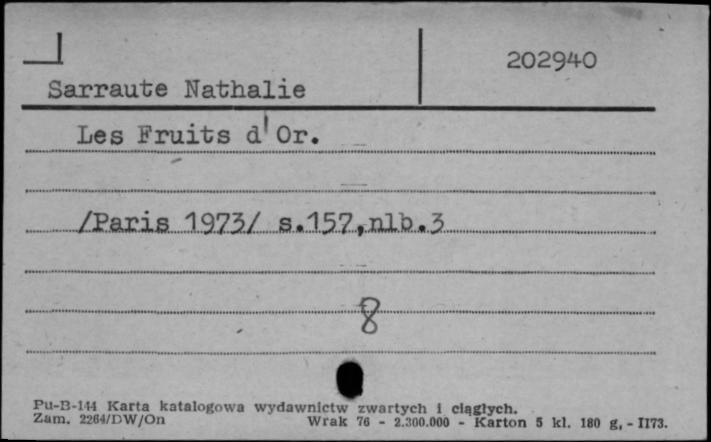 202940
Sarraute Nathalie
Les Fruits d'Or.
/Paris 1973/ s.157,nlb.3
8
Pu-B-144 Karta katalogowa wydawnictw zwartych i ciągłych.
Zam. 2264/DW/On Wrak 76 - 2.300.000 - Karton 5 kl. 180 g, - II73.